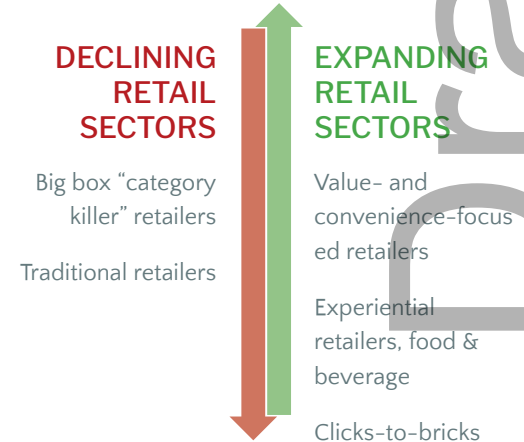 DECLINING
RETAIL
SECTORS
Big box “category
killer” retailers
Traditional retailers
EXPANDING
RETAIL
SECTORS
Value- and
convenience-focus
ed retailers
Experiential
retailers, food &
beverage
Clicks-to-bricks
Dra